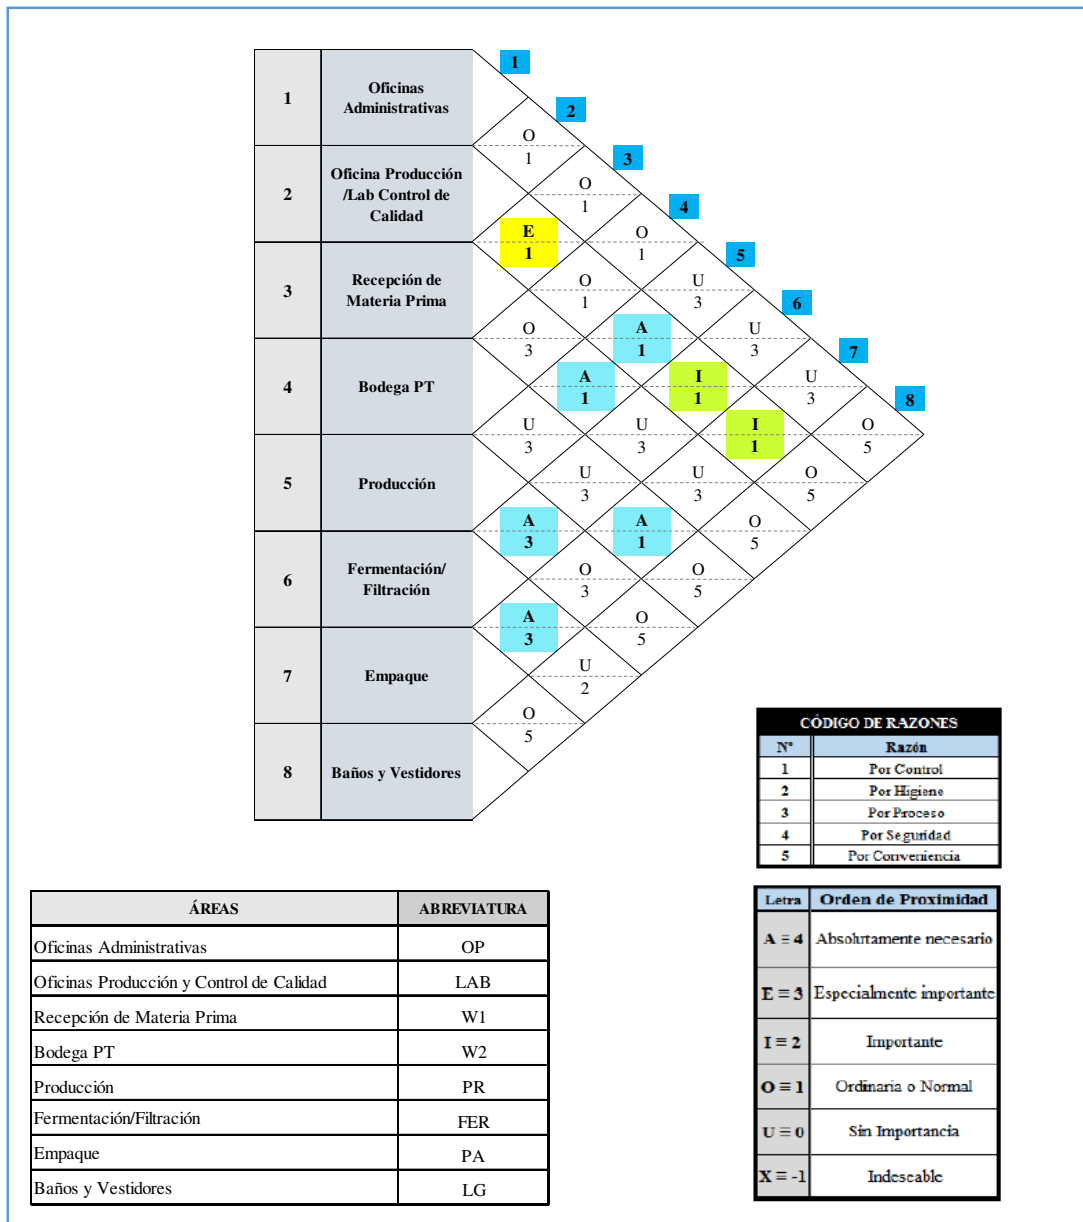 1
Oficinas
1
Administrativas
2
O
1
3
Oficina Producción
O
2
/Lab Control de
1
4
Calidad
E
O
1
1
5
Recepción de
O
U
3
Materia Prima
1
3
6
O
A
U
3
1
3
7
A
I
U
4
Bodega PT
1
1
3
8
U
U
I
O
3
3
1
5
U
U
O
5
Producción
3
3
5
A
A
O
3
1
5
Fermentación/
O
O
6
Filtración
3
5
A
O
3
5
U
7
Empaque
2
O
5
8
Baños y Vestidores
CÓDIGO DE RAZONES
Nº Razón
1 Por Control
2 Por Higiene
3 Por Proceso
4 Por Seguridad
5 Por Conveniencia
ÁREAS ABREVIATURA
Oficinas Administrativas OP
Oficinas Producción y Control de Calidad LAB
Recepción de Materia Prima W1
Bodega PT W2
Producción PR
Fermentación/Filtración FER
Empaque PA
Baños y Vestidores LG
Letra Orden de Proximidad
A ≡ 4 Absolutamente necesario
E ≡ 3 Especialmente importante
I ≡ 2 Importante
O ≡ 1 Ordinaria o Normal
U ≡ 0 Sin Importancia
X ≡ -1 Indeseable